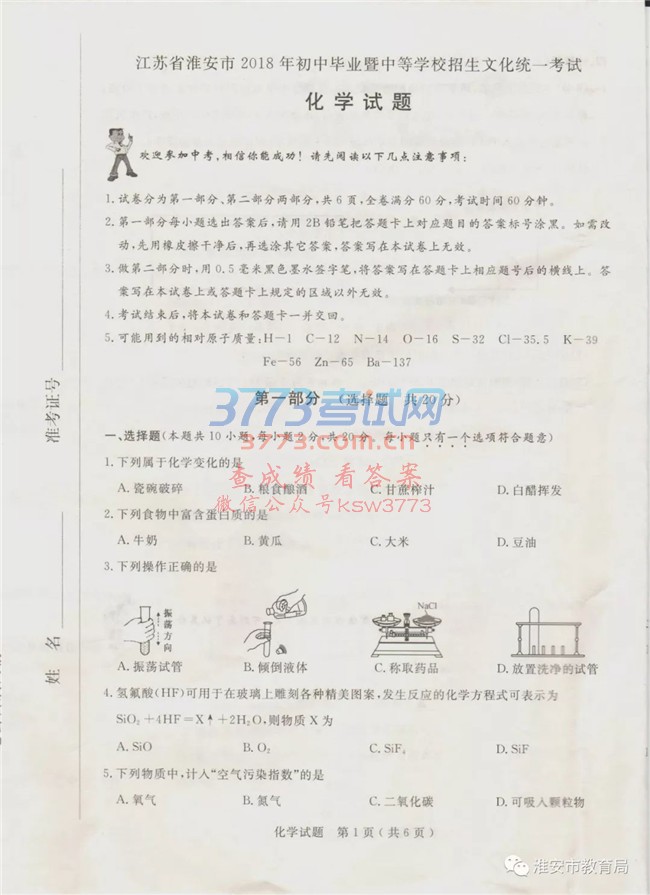 江苏省淮安市 2018 年初中毕业暨中等学校招生文化统一考试
化学试题
欢迎参加中考,相信你能成功! 请先阅读以下几点注意事项:
1.试卷分为第一部分、第二部分两部分,共 6 页,全卷满分 60 分,考试时间 60 分钟。
2.第一部分每小题选出答案后,请用 2B 铅笔把答题卡上对应题目的答案标号涂黑。如需改
动,先用橡皮擦干净后,再选涂其它答案,答案写在本试卷上无效。
3.做第二部分时,用 0.5 毫米黑色墨水签字笔,将答案写在答题卡上相应题号后的横线上。答
案写在本试卷上或答题卡上规定的区域以外无效。
4.考试结束后,将本试卷和答题卡一并交回。
5.可能用到的相对原子质量:H-1 C-12 N-14 O-16 S-32 Cl-35.5 K-39
Fe-56 Zn-65 Ba-137
第一部分 (选择题 共 20 分)
3773考试网
3773.com.cn
查成绩 看答案
微信公众号ksw3773
一、选择题(本题共 10 小题,每小题 2 分,共 20 分。每小题只有一个选项符合题意)
1.下列属于化学变化的是
A.瓷碗破碎 B.粮食酿酒 C.甘蔗榨汁 D.白醋挥发
2.下列食物中富含蛋白质的是
A.牛奶 B.黄瓜 C.大米 D.豆油
3.下列操作正确的是
振荡方向
NaCl
A.振荡试管 B.倾倒液体 C.称取药品 D.放置洗净的试管
4.氢氟酸(HF)可用于在玻璃上雕刻各种精美图案,发生反应的化学方程式可表示为
SiO₂+4HF=X↑+2H₂O,则物质 X 为
A.SiO B.O₂ C.SiF₄ D.SiF
5.下列物质中,计入“空气污染指数”的是
A.氧气 B.氮气 C.二氧化碳 D.可吸入颗粒物
化学试题 第 1 页(共 6 页)
准考证号
姓 名
淮安市教育局